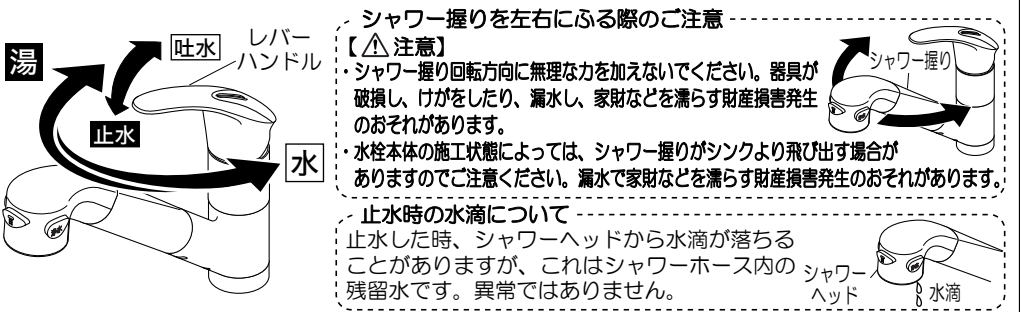 湯
吐水
レバー
ハンドル
止水
水
シャワー握りを左右にふる際のご注意
【⚠注意】
・シャワー握り回転方向に無理な力を加えないでください。器具が
破損し、けがをしたり、漏水し、家財などを濡らす財産損害発生
のおそれがあります。
・水栓本体の施工状態によっては、シャワー握りがシンクより飛び出す場合が
ありますのでご注意ください。漏水で家財などを濡らす財産損害発生のおそれがあります。
シャワー握り
止水時の水滴について
止水した時、シャワーヘッドから水滴が落ちる
ことがありますが、これはシャワーホース内の
残留水です。異常ではありません。
シャワー
ヘッド
水滴